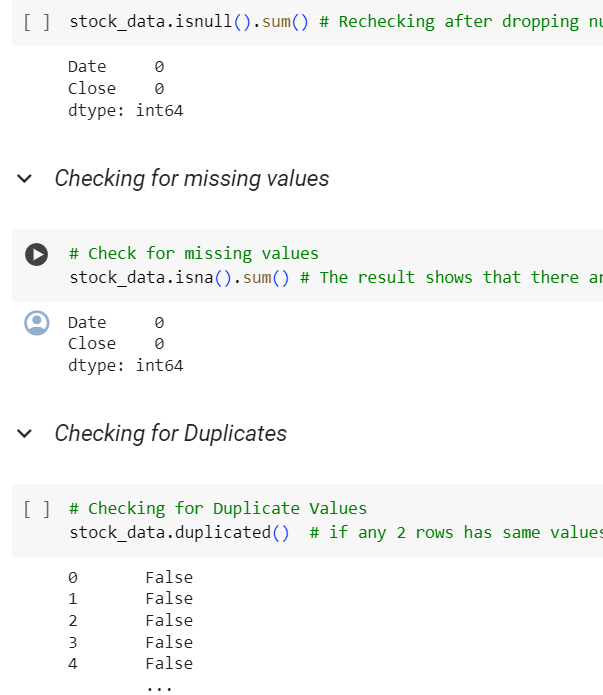 [ ] stock_data.isnull().sum() # Rechecking after dropping
Date 0
Close 0
dtype: int64
Checking for missing values
# Check for missing values
stock_data.isna().sum() # The result shows that there
Date 0
Close 0
dtype: int64
Checking for Duplicates
[ ] # Checking for Duplicate Values
stock_data.duplicated() # if any 2 rows has same values
0 False
1 False
2 False
3 False
4 False
...